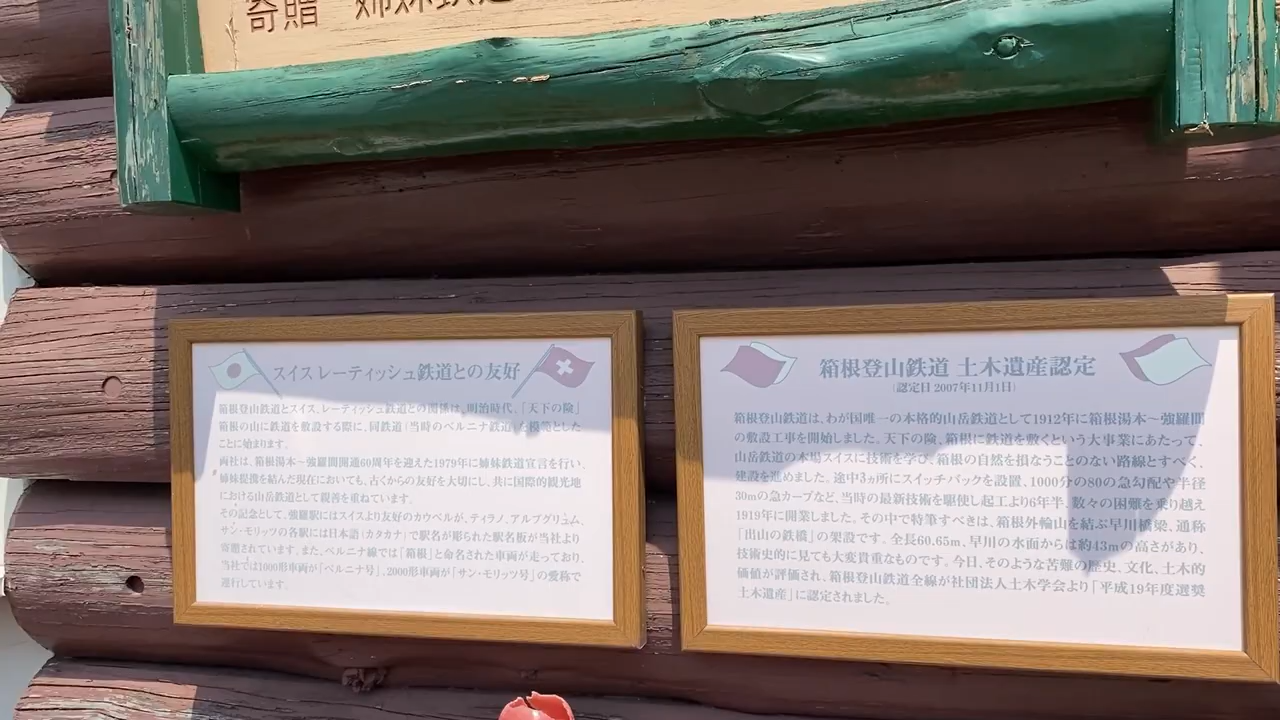 寄贈 姉妹鉄道
スイス レーティッシュ鉄道との友好
箱根登山鉄道とスイス、レーティッシュ鉄道との関係は、明治時代、「天下の険」
箱根の山に鉄道を敷設する際に、同鉄道(当時のベルニナ鉄道)を模範とした
ことに始まります。
両社は、箱根湯本~強羅間開通60周年を迎えた1979年に姉妹鉄道宣言を行い、
姉妹提携を結んだ現在においても、古くからの友好を大切にし、共に国際的観光地
における山岳鉄道として親善を重ねています。
その記念として、強羅駅にはスイスより友好のカウベルが、ティラノ、アルプグリュム、
サン・モリッツの各駅には日本語(カタカナ)で駅名が彫られた駅名板が当社より
寄贈されています。また、ベルニナ線では「箱根」と命名された車両が走っており、
当社では1000形車両が「ベルニナ号」、2000形車両が「サン・モリッツ号」の愛称で
運行しています。
箱根登山鉄道 土木遺産認定
(認定日 2007年11月1日)
箱根登山鉄道は、わが国唯一の本格的山岳鉄道として1912年に箱根湯本~強羅間
の敷設工事を開始しました。天下の険、箱根に鉄道を敷くという大事業にあたって、
山岳鉄道の本場スイスに技術を学び、箱根の自然を損なうことのない路線とすべく、
建設を進めました。途中3ヵ所にスイッチバックを設置、1000分の80の急勾配や半径
30mの急カーブなど、当時の最新技術を駆使し起工より6年半、数々の困難を乗り越え
1919年に開業しました。その中で特筆すべきは、箱根外輪山を結ぶ早川橋梁、通称
「出山の鉄橋」の架設です。全長60.65m、早川の水面からは約43mの高さがあり、
技術史的に見ても大変貴重なものです。今日、そのような苦難の歴史、文化、土木的
価値が評価され、箱根登山鉄道全線が社団法人土木学会より「平成19年度選奨
土木遺産」に認定されました。